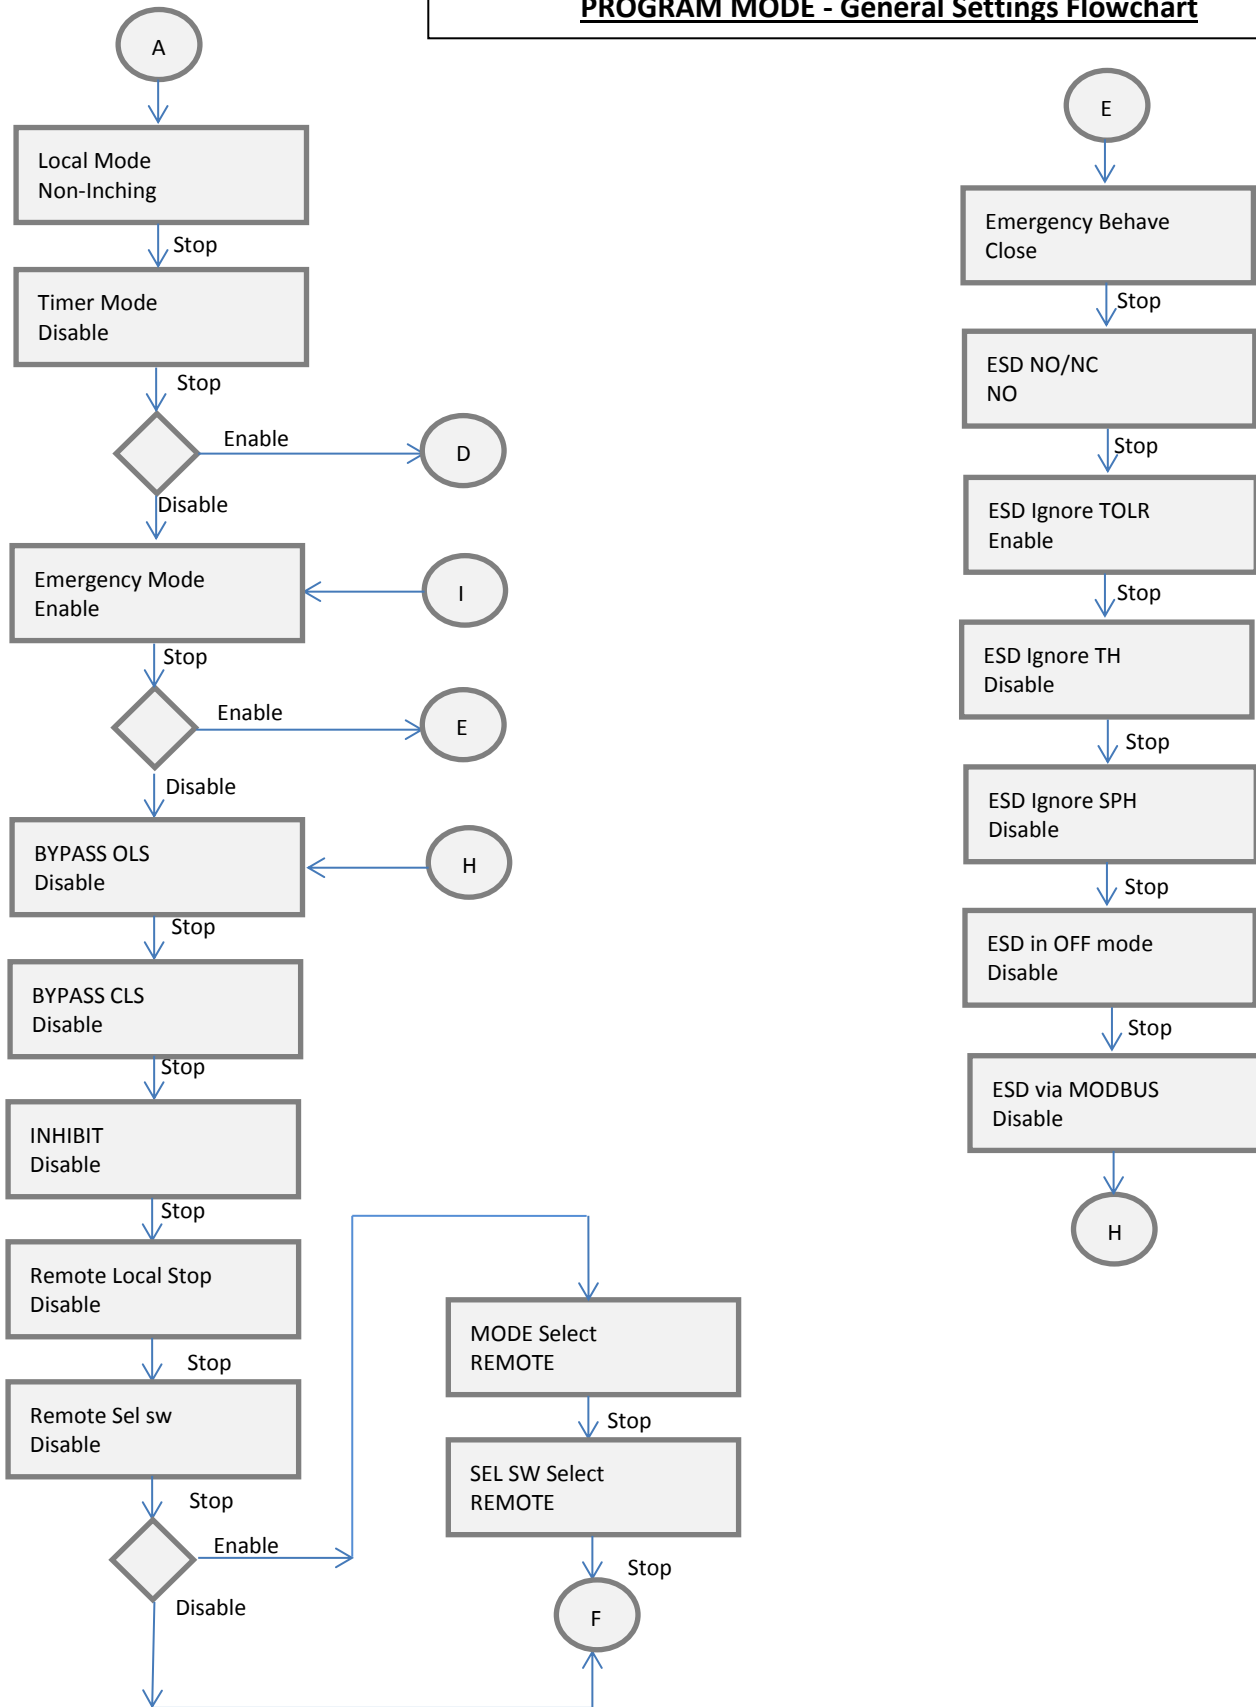 PROGRAM MODE - General Settings Flowchart
A
Local Mode
Non-Inching
Stop
Timer Mode
Disable
Stop
Enable
D
Disable
Emergency Mode
Enable
I
Stop
Enable
E
Disable
BYPASS OLS
Disable
H
Stop
BYPASS CLS
Disable
Stop
INHIBIT
Disable
Stop
Remote Local Stop
Disable
Stop
Remote Sel sw
Disable
Stop
Enable
Disable
MODE Select
REMOTE
Stop
SEL SW Select
REMOTE
Stop
F
E
Emergency Behave
Close
Stop
ESD NO/NC
NO
Stop
ESD Ignore TOLR
Enable
Stop
ESD Ignore TH
Disable
Stop
ESD Ignore SPH
Disable
Stop
ESD in OFF mode
Disable
Stop
ESD via MODBUS
Disable
H